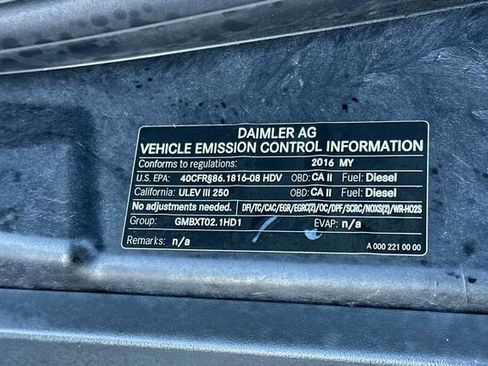 DAIMLER AG
VEHICLE EMISSION CONTROL INFORMATION
Conforms to regulations: 2016 MY
U.S. EPA: 40CFR§86.1816-08 HDV OBD: CA II Fuel: Diesel
California: ULEV III 250 OBD: CA II Fuel: Diesel
No adjustments needed. DFI/TC/CAC/EGR/EGRC(2)/OC/DPF/SCRC/NOXS(2)/WR-HO2S
Group: GMBXT02.1HD1 EVAP: n/a
Remarks: n/a A 000 221 00 00